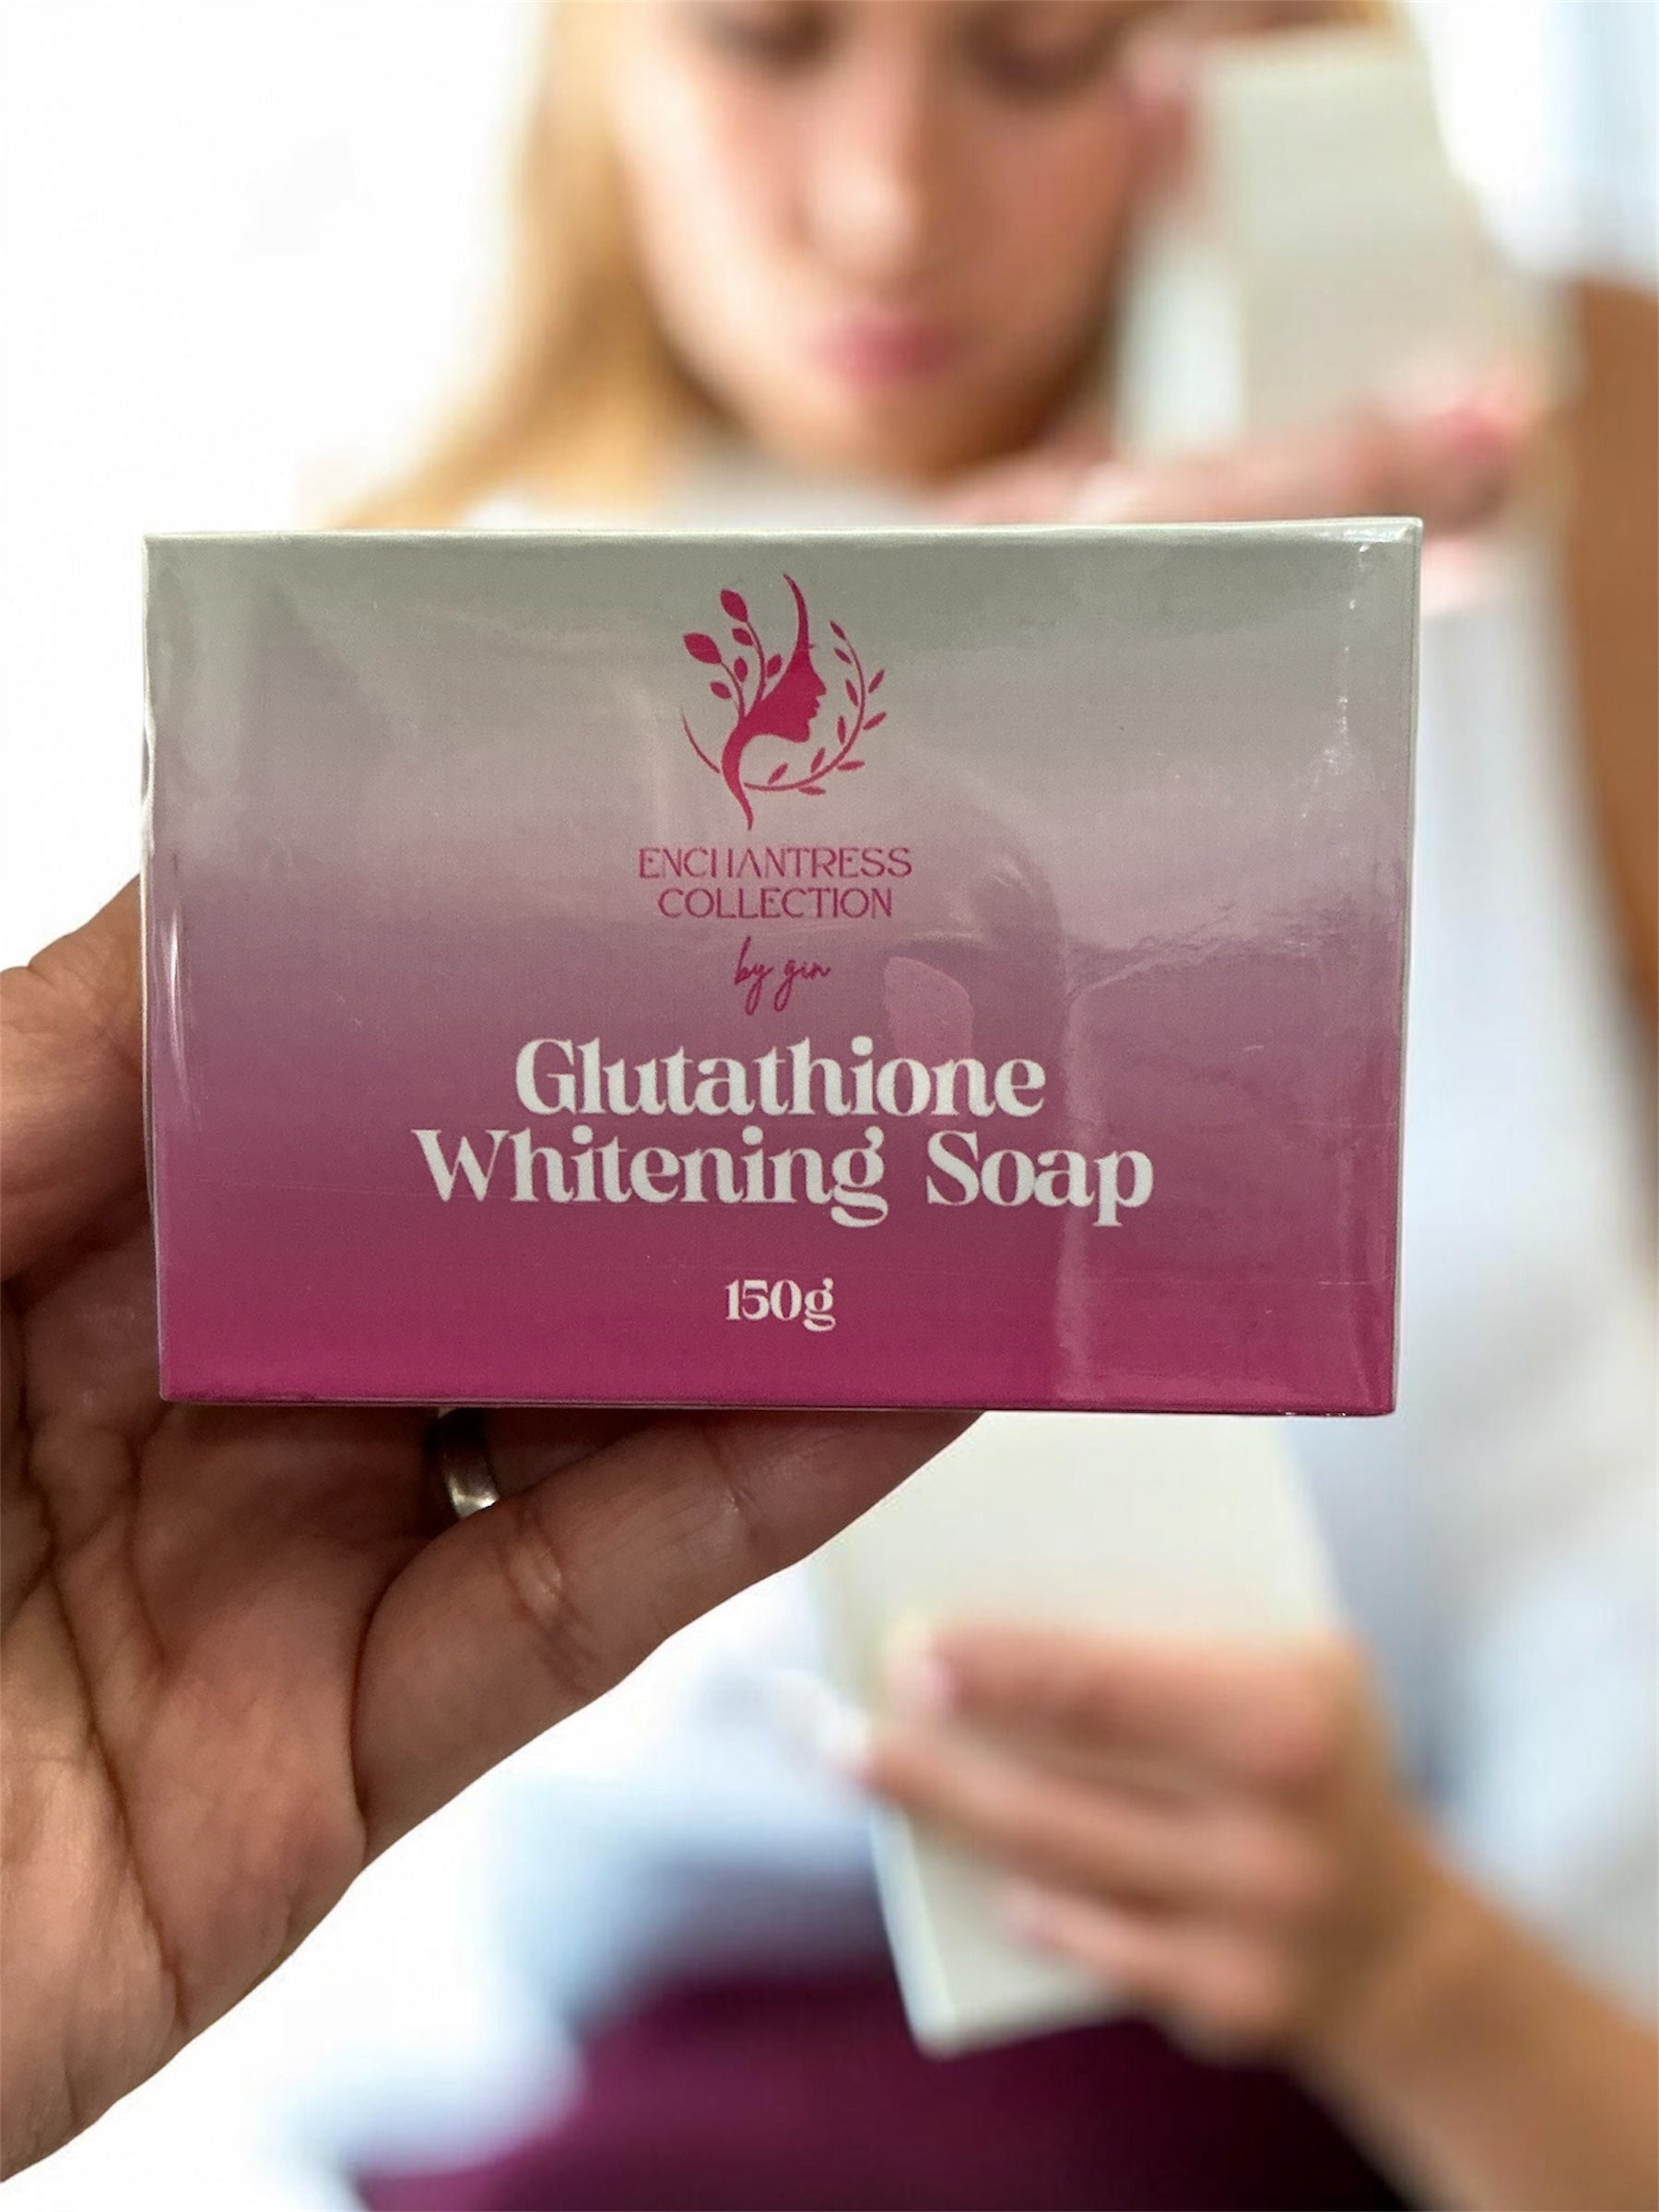 ENCHANTRESS
COLLECTION
by gin
Glutathione
Whitening Soap
150g